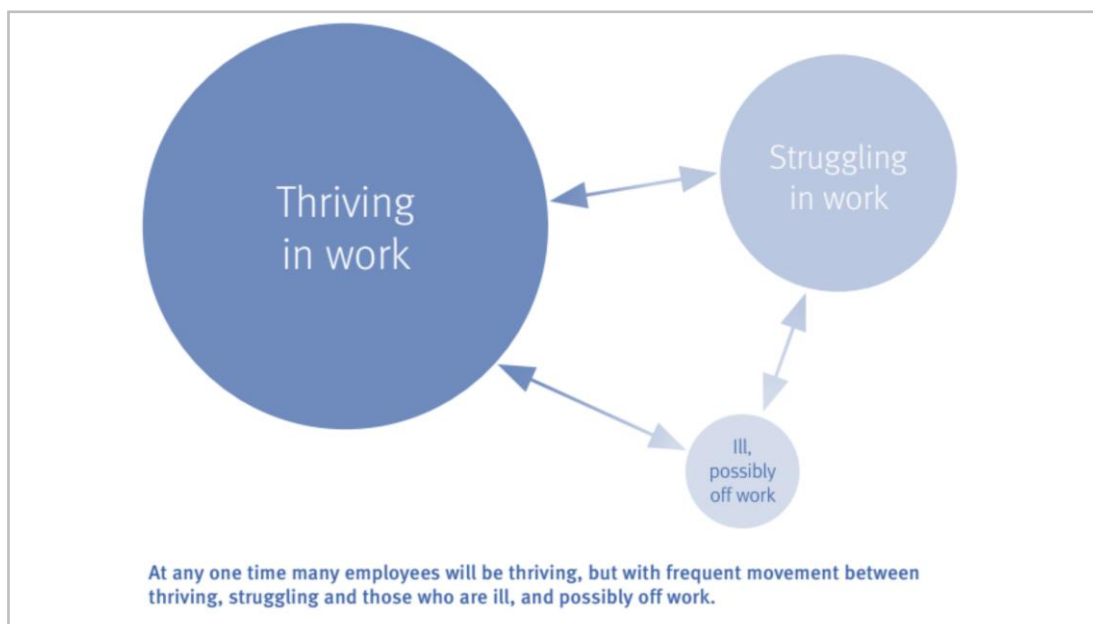 Thriving
in work
Struggling
in work
Ill,
possibly
off work
At any one time many employees will be thriving, but with frequent movement between
thriving, struggling and those who are ill, and possibly off work.